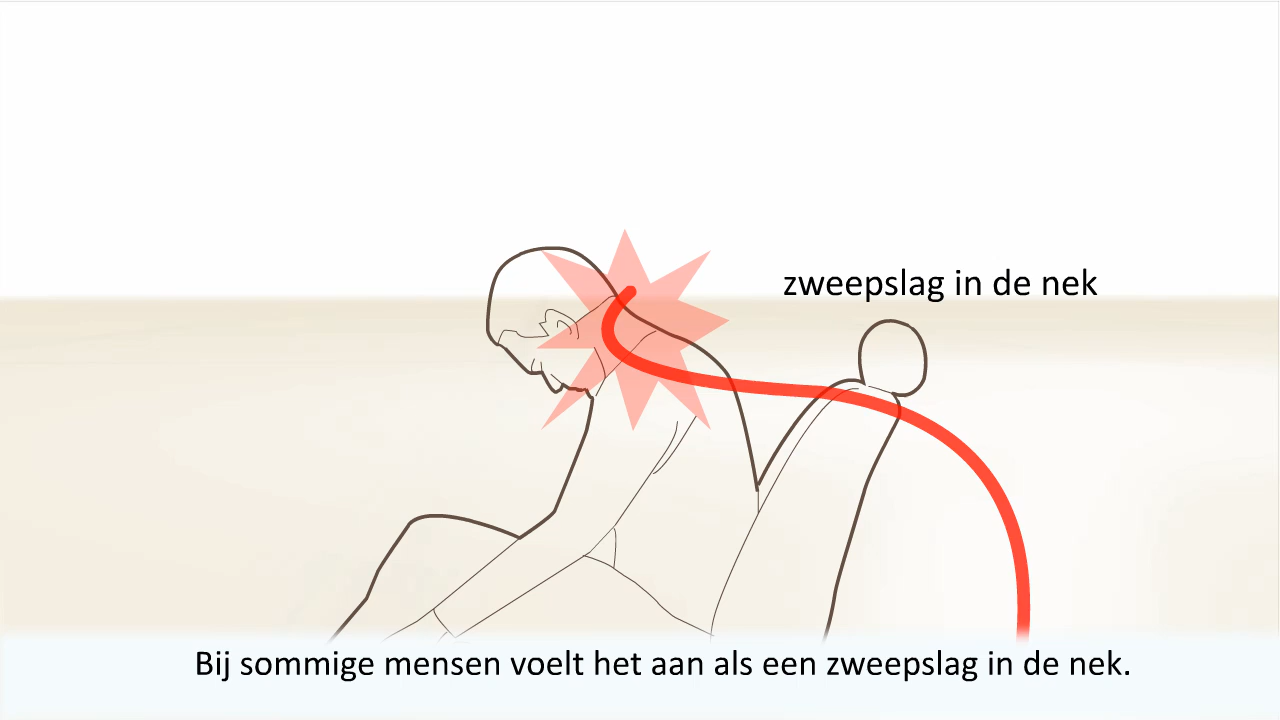 zweepslag in de nek
Bij sommige mensen voelt het aan als een zweepslag in de nek.